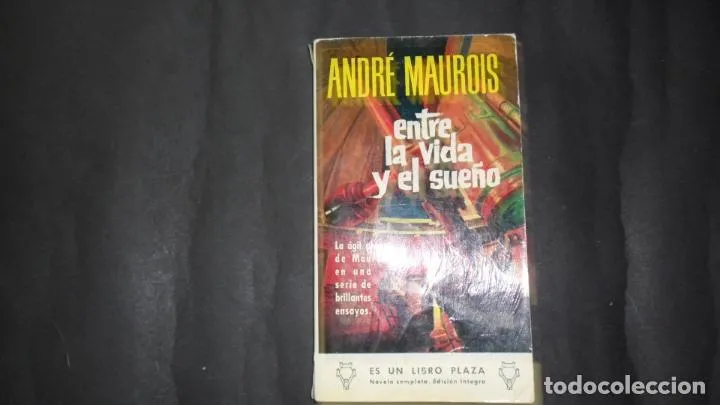 ANDRÉ MAUROIS
entre
la vida
y el sueño
La ágil
de
en una
serie de
brillantes
ensayos.
ES UN LIBRO PLAZA
Novela completa. Edición íntegra
todocoleccion